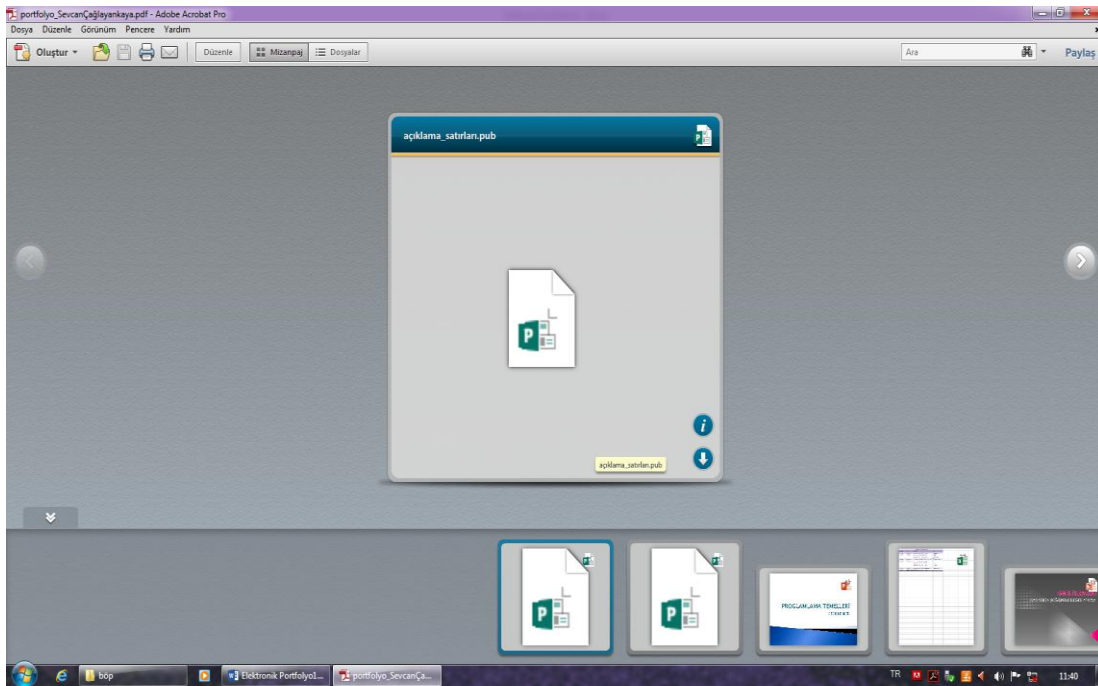 portfolyo_SevcanÇağlayankaya.pdf - Adobe Acrobat Pro
Dosya Düzenle Görünüm Pencere Yardım
Oluştur Düzenle Mizanpaj Dosyalar Ara Paylaş
açıklama_satırları.pub
P
açıklama_satırları.pub
P P PROGRAMLAMA TEMELLERİ
böp Elektronik Portfolyo1... portfolyo_SevcanÇa... TR 11:40